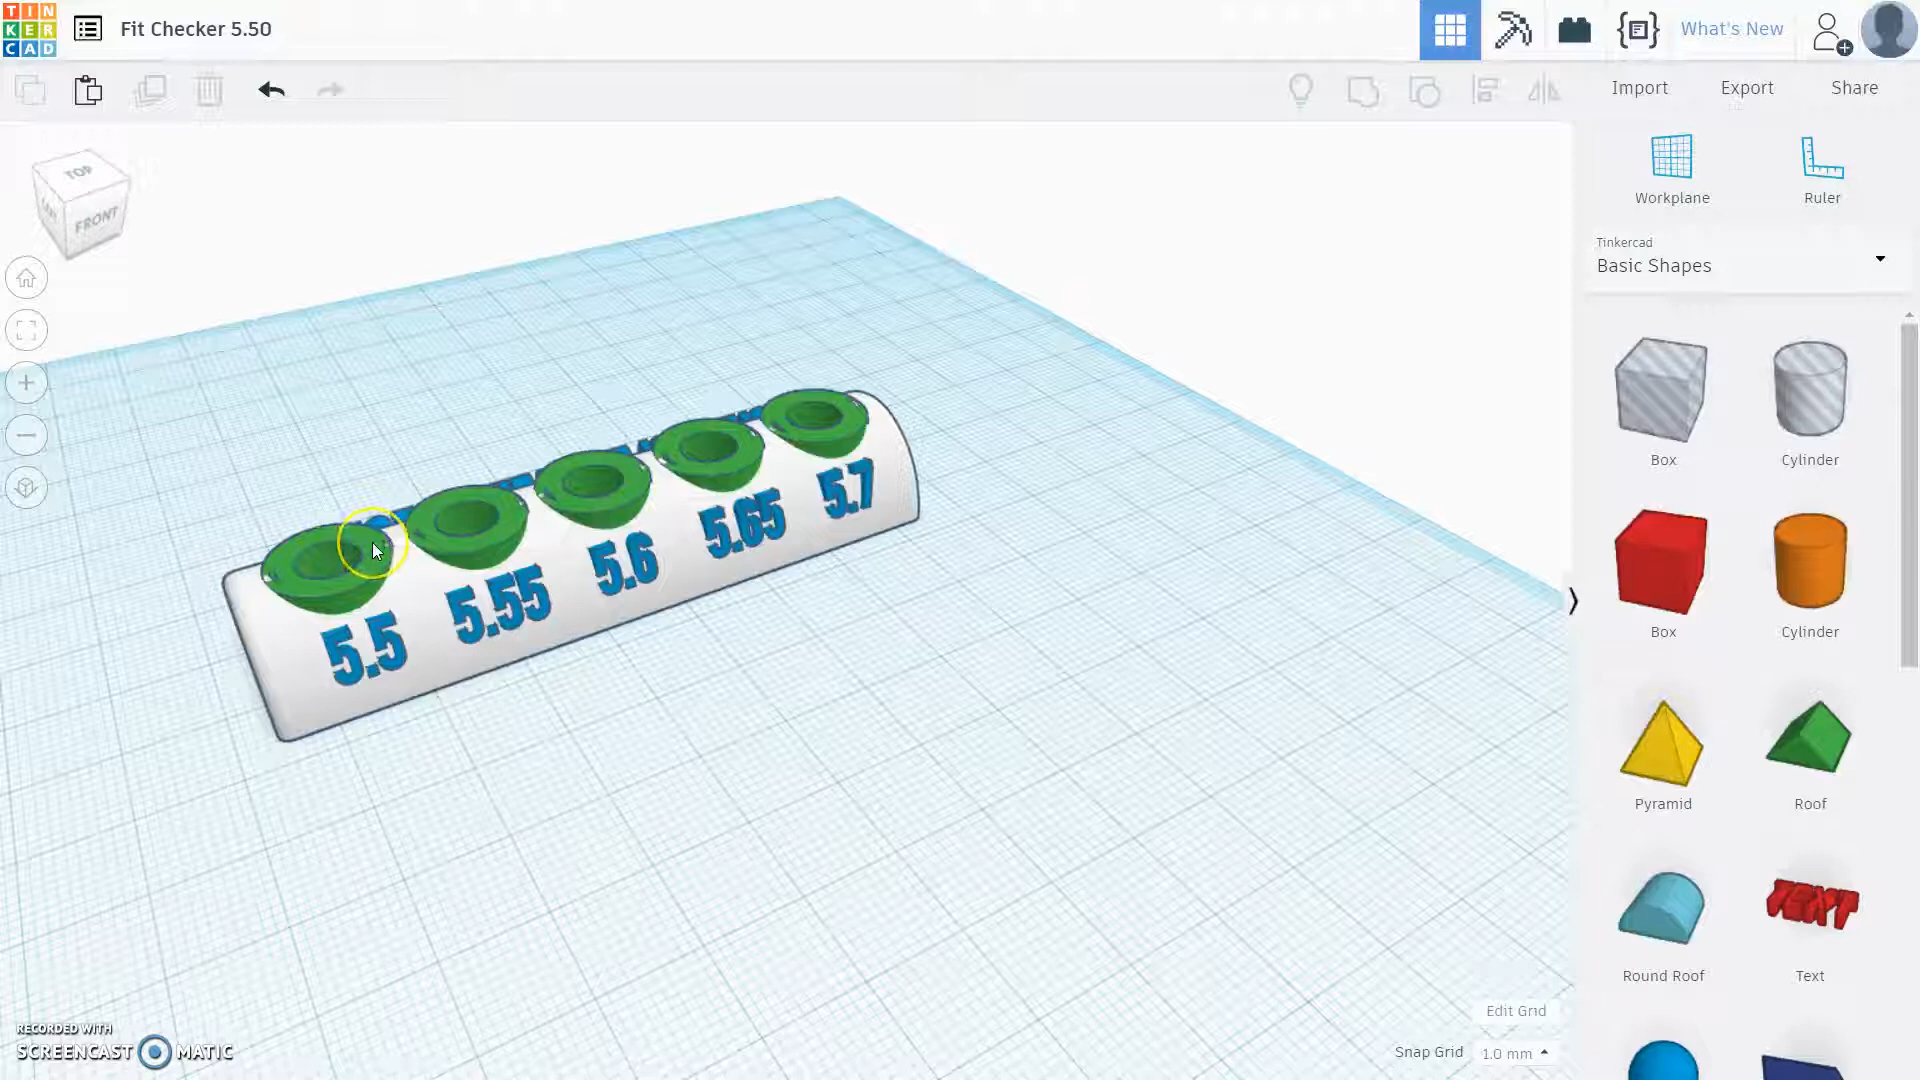 TIN
KER
CAD
Fit Checker 5.50
What's New
Import
Export
Share
TOP
FRONT
Workplane
Ruler
Tinkercad
Basic Shapes
Box
Cylinder
Box
Cylinder
Pyramid
Roof
Round Roof
TEXT
Text
5.5
5.55
5.6
5.65
5.7
Edit Grid
Snap Grid
1.0 mm
RECORDED WITH
SCREENCAST MATIC